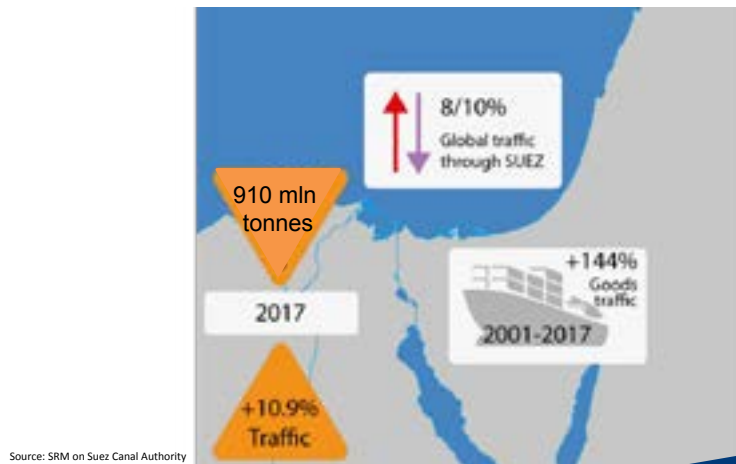 8/10%
Global traffic
through SUEZ
910 mln
tonnes
+144%
Goods
traffic
2001-2017
2017
+10.9%
Traffic
Source: SRM on Suez Canal Authority